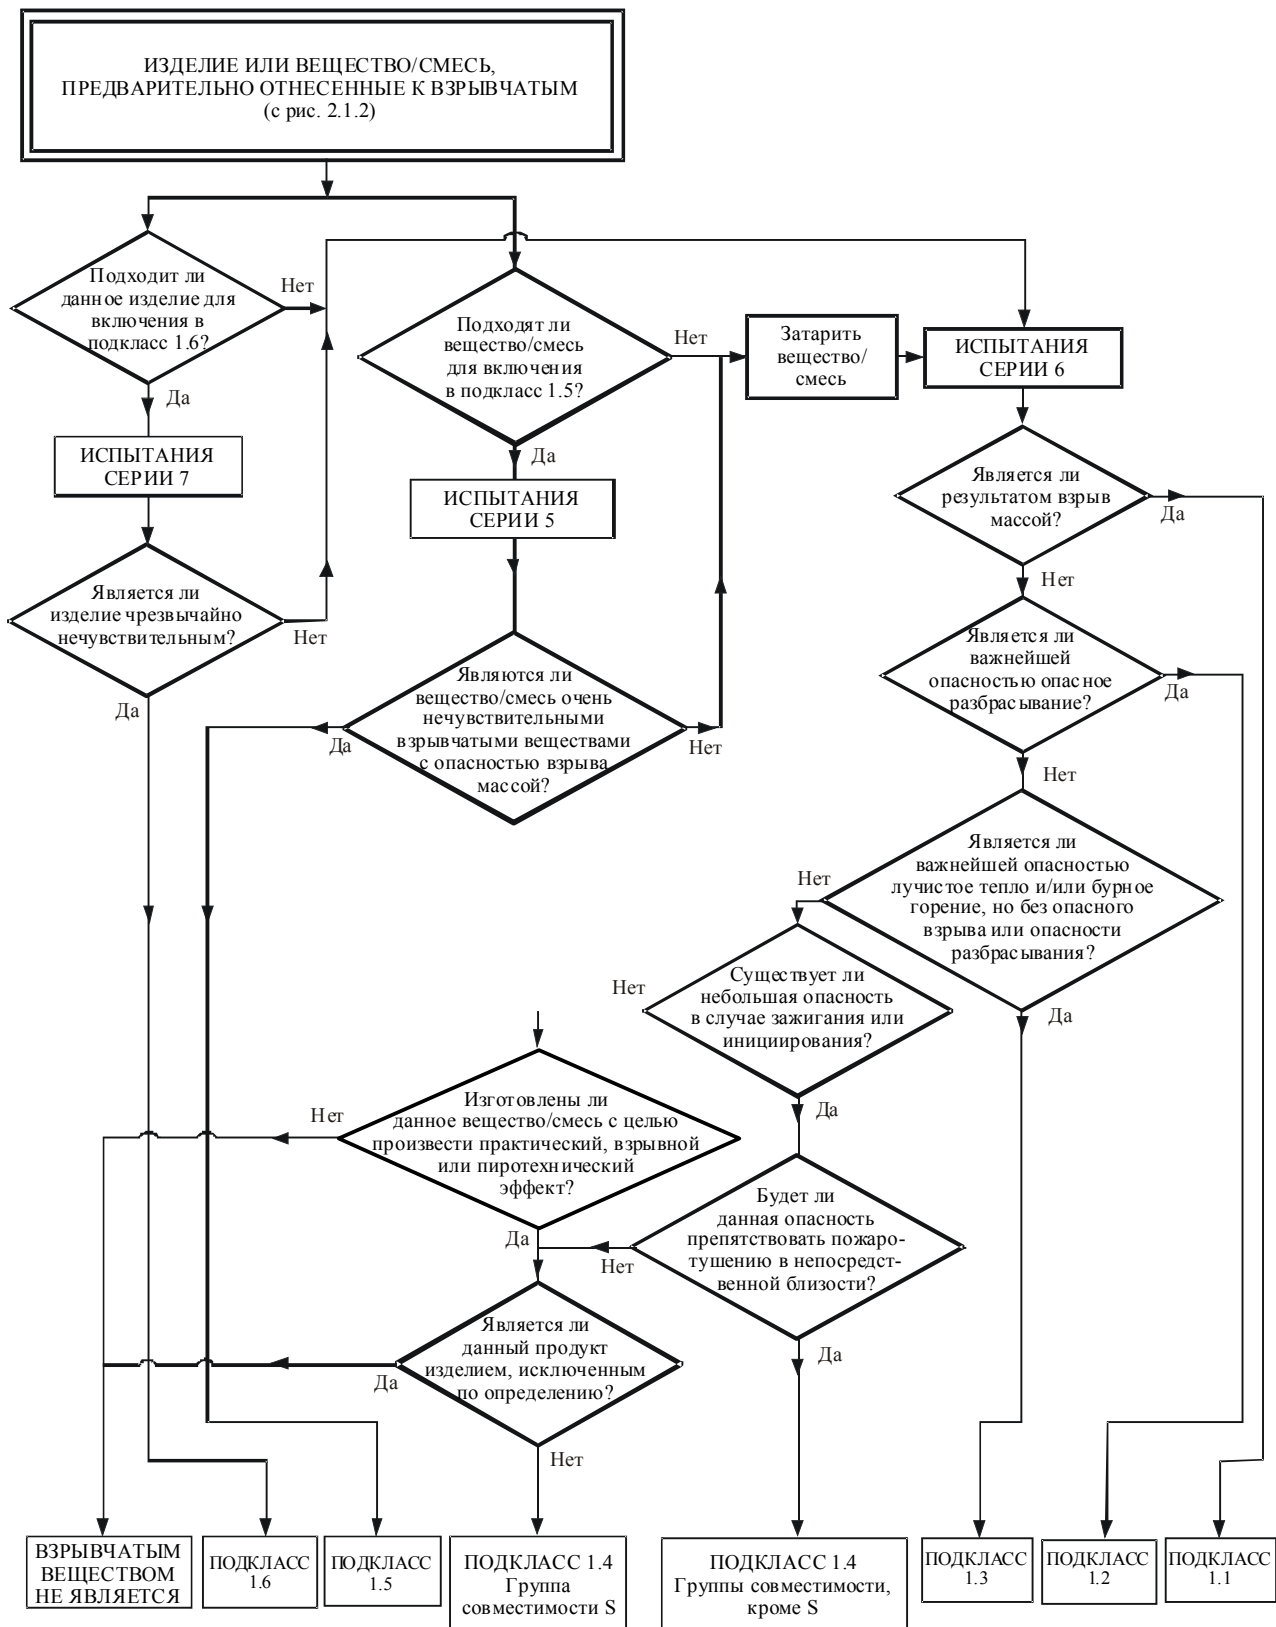 ИЗДЕЛИЕ ИЛИ ВЕЩЕСТВО/СМЕСЬ,
ПРЕДВАРИТЕЛЬНО ОТНЕСЕННЫЕ К ВЗРЫВЧАТЫМ
(с рис. 2.1.2)
Подходит ли
данное изделие для
включения в
подкласс 1.6?
Нет
Да
ИСПЫТАНИЯ
СЕРИИ 7
Является ли
изделие чрезвычайно
нечувствительным?
Нет
Да
Подходят ли
вещество/смесь
для включения
в подкласс 1.5?
Нет
Да
ИСПЫТАНИЯ
СЕРИИ 5
Являются ли
вещество/смесь очень
нечувствительными
взрывчатыми веществами
с опасностью взрыва
массой?
Да
Нет
Затарить
вещество/
смесь
ИСПЫТАНИЯ
СЕРИИ 6
Является ли
результатом взрыв
массой?
Да
Нет
Является ли
важнейшей
опасностью опасное
разбрасывание?
Да
Нет
Является ли
важнейшей опасностью
лучистое тепло и/или бурное
горение, но без опасного
взрыва или опасности
разбрасывания?
Нет
Да
Существует ли
небольшая опасность
в случае зажигания или
инициирования?
Нет
Да
Изготовлены ли
данное вещество/смесь с целью
произвести практический, взрывной
или пиротехнический
эффект?
Нет
Да
Будет ли
данная опасность
препятствовать пожаро-
тушению в непосредст-
венной близости?
Нет
Да
Является ли
данный продукт
изделием, исключенным
по определению?
Да
Нет
ВЗРЫВЧАТЫМ
ВЕЩЕСТВОМ
НЕ ЯВЛЯЕТСЯ
ПОДКЛАСС
1.6
ПОДКЛАСС
1.5
ПОДКЛАСС 1.4
Группа
совместимости S
ПОДКЛАСС 1.4
Группы совместимости,
кроме S
ПОДКЛАСС
1.3
ПОДКЛАСС
1.2
ПОДКЛАСС
1.1